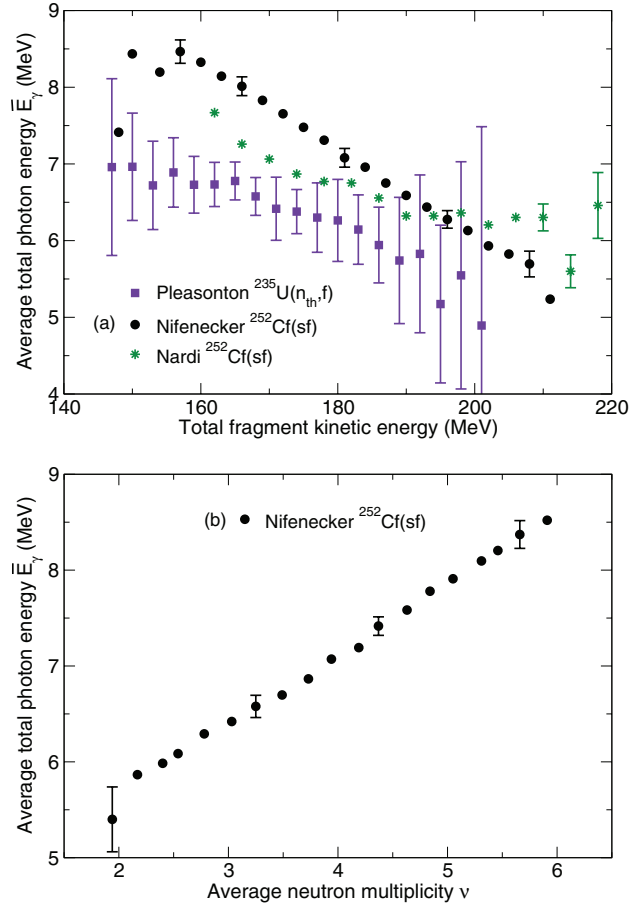 9
8
7
6
5
4
Average total photon energy E̅γ (MeV)
Pleasonton ²³⁵U(n_th,f)
(a) Nifenecker ²⁵²Cf(sf)
Nardi ²⁵²Cf(sf)
140 160 180 200 220
Total fragment kinetic energy (MeV)
9
8
7
6
5
Average total photon energy E̅γ (MeV)
(b) Nifenecker ²⁵²Cf(sf)
2 3 4 5 6
Average neutron multiplicity ν